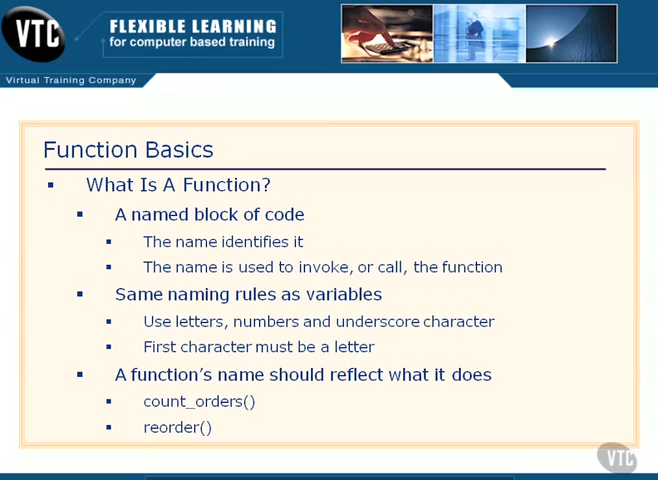 VTC
FLEXIBLE LEARNING
for computer based training
Virtual Training Company
Function Basics
What Is A Function?
A named block of code
The name identifies it
The name is used to invoke, or call, the function
Same naming rules as variables
Use letters, numbers and underscore character
First character must be a letter
A function's name should reflect what it does
count_orders()
reorder()
VTC